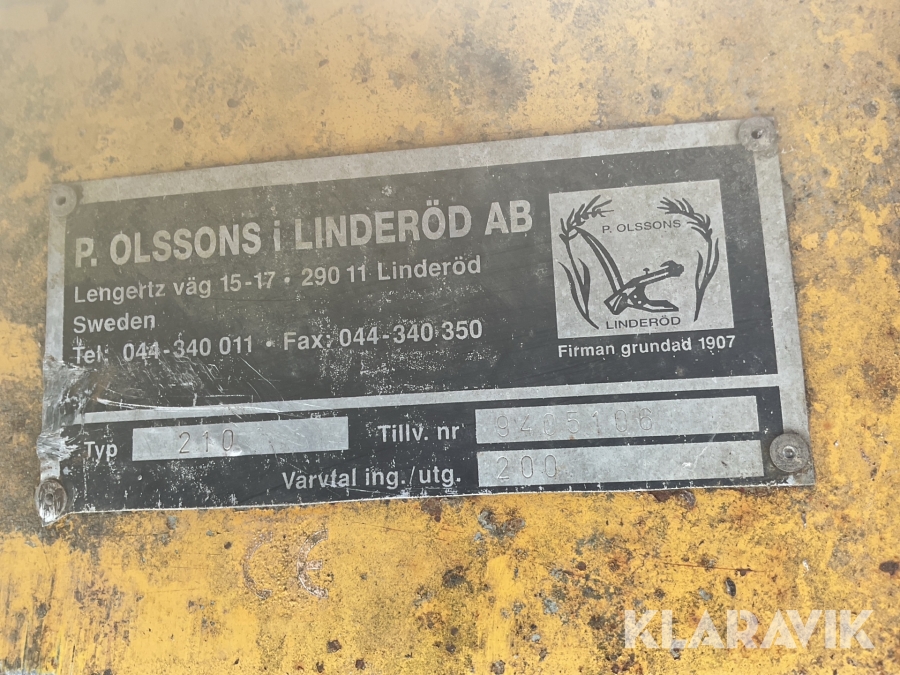 P. OLSSONS i LINDERÖD AB
Lengertz väg 15-17 • 290 11 Linderöd
Sweden
Tel: 044-340 011 • Fax: 044-340 350
P. OLSSONS
LINDERÖD
Firman grundad 1907
Typ 210 Tillv. nr 9405106
Varvtal ing./utg. 200
CE
KLARAVIK